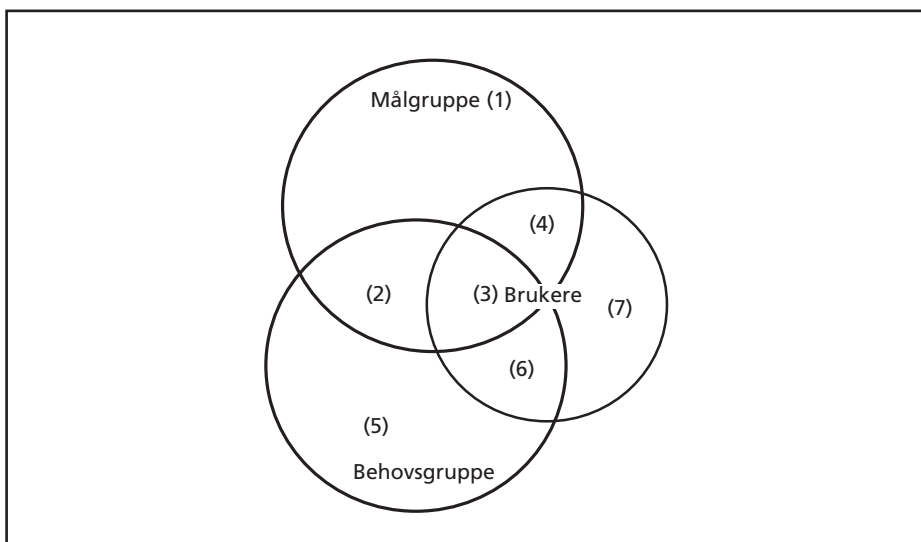 Målgruppe (1)
(4)
(2)
(3) Brukere
(7)
(6)
(5)
Behovsgruppe